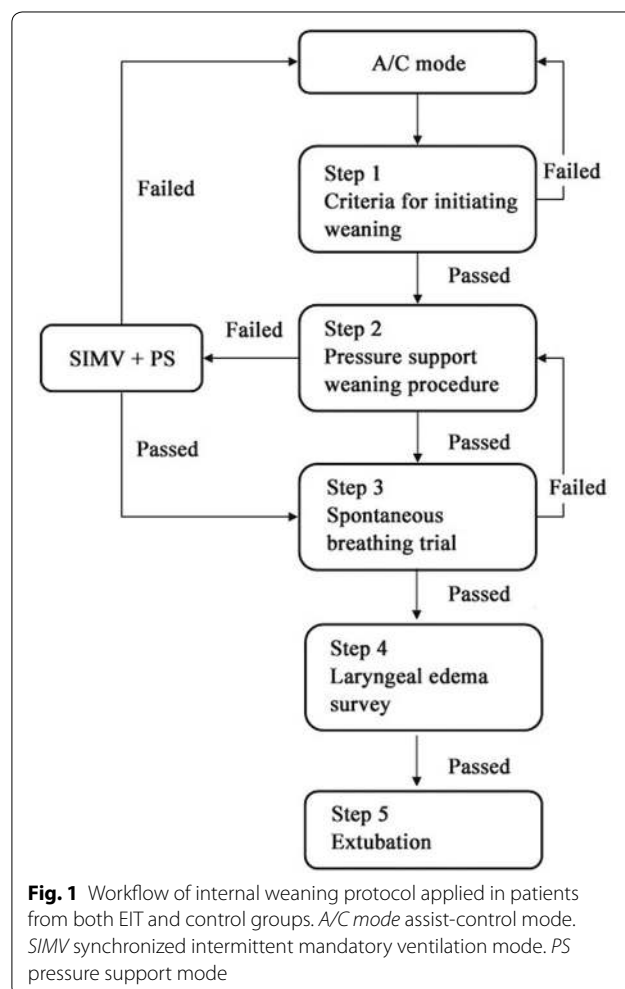 A/C mode
Failed
Step 1
Criteria for initiating
weaning
Failed
Passed
SIMV + PS
Failed
Step 2
Pressure support
weaning procedure
Passed
Passed
Step 3
Spontaneous
breathing trial
Failed
Passed
Step 4
Laryngeal edema
survey
Passed
Step 5
Extubation
Fig. 1 Workflow of internal weaning protocol applied in patients
from both EIT and control groups. A/C mode assist-control mode.
SIMV synchronized intermittent mandatory ventilation mode. PS
pressure support mode